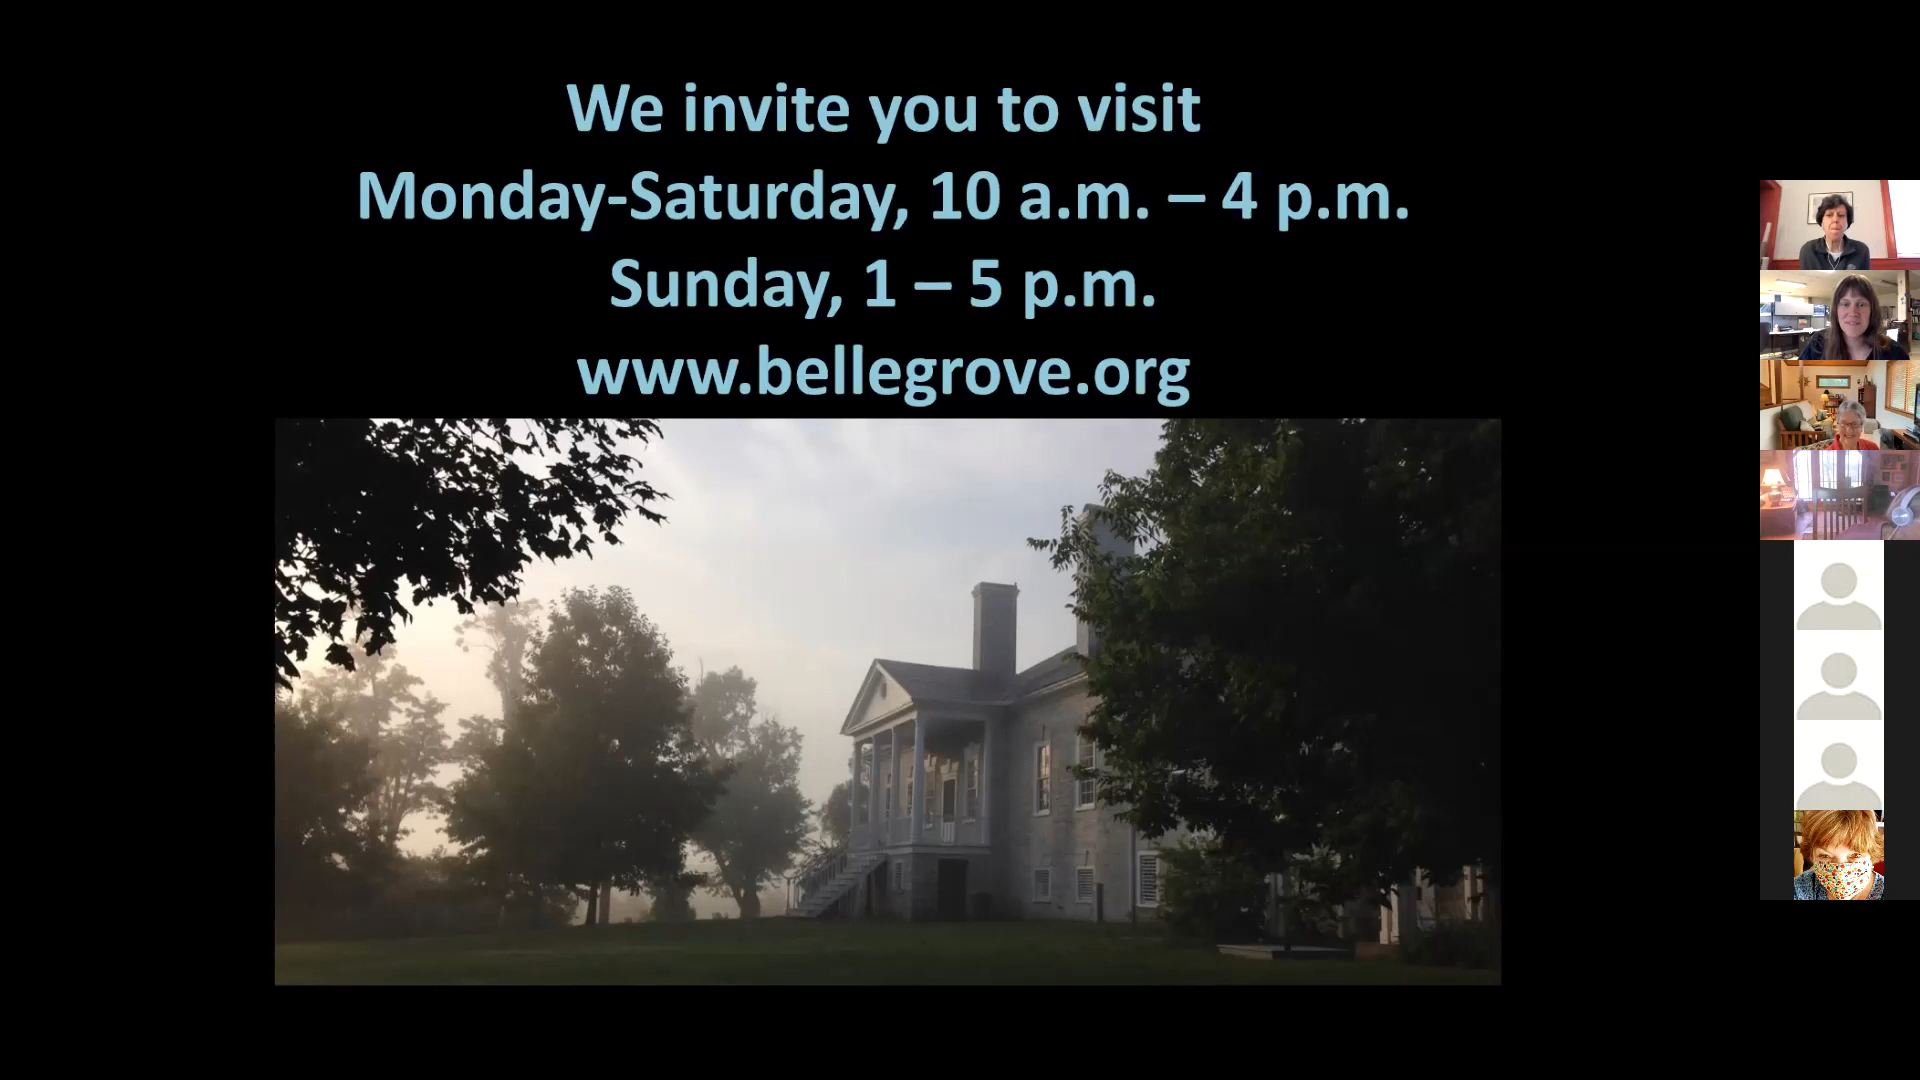 We invite you to visit
Monday-Saturday, 10 a.m. – 4 p.m.
Sunday, 1 – 5 p.m.
www.bellegrove.org